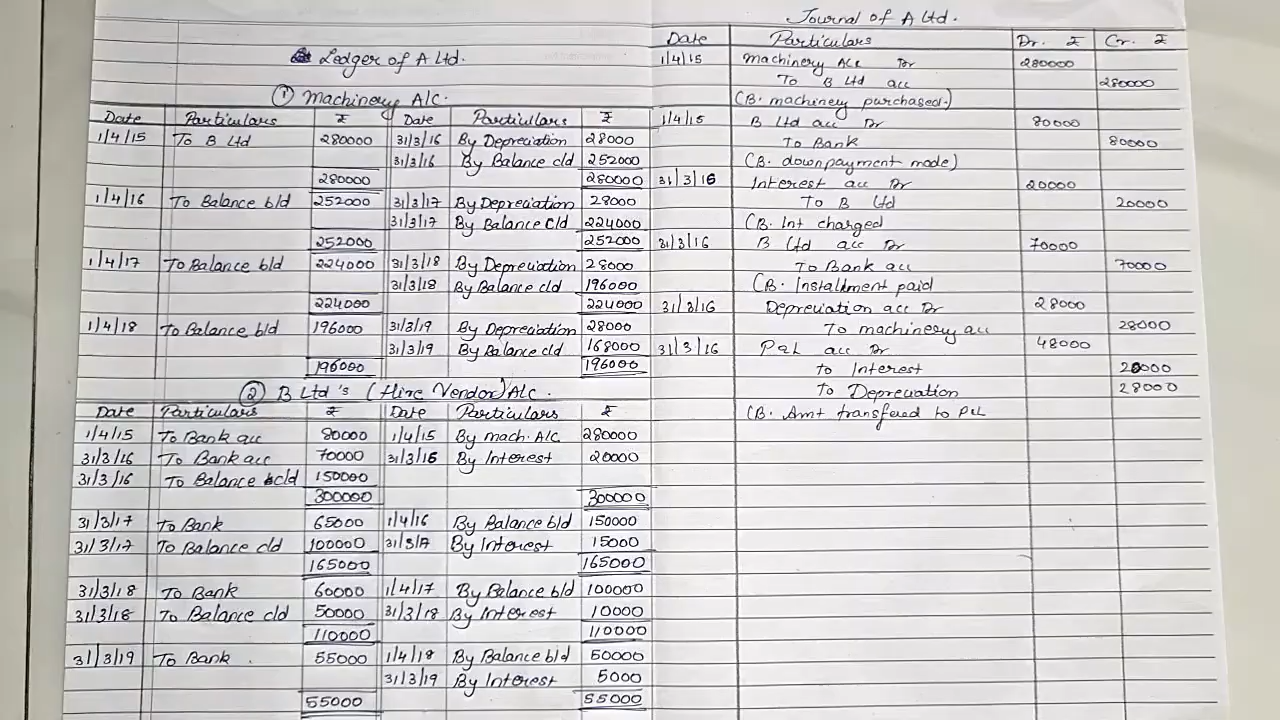 Ledger of A Ltd.
① Machinery A/c.
Date Particulars ₹ Date Particullars ₹
1/4/15 To B Ltd 280000 31/3/16 By Depreciation 28000
31/3/16 By Balance c/d 252000
280000 280000
1/4/16 To Balance b/d 252000 31/3/17 By Depreciation 28000
31/3/17 By Balance c/d 224000
252000 252000
1/4/17 To Balance b/d 224000 31/3/18 By Depreciation 28000
31/3/18 By Balance c/d 196000
224000 224000
1/4/18 To Balance b/d 196000 31/3/19 By Depreciation 28000
31/3/19 By Balance c/d 168000
196000 196000
② B Ltd's (Hire Vendor) A/c.
Date Particulars ₹ Date Particulars ₹
1/4/15 To Bank acc 80000 1/4/15 By mach. A/c 280000
31/3/16 To Bank acc 70000 31/3/16 By Interest 20000
31/3/16 To Balance c/d 150000
300000 300000
31/3/17 To Bank 65000 1/4/16 By Balance b/d 150000
31/3/17 To Balance c/d 100000 31/3/17 By Interest 15000
165000 165000
31/3/18 To Bank 60000 1/4/17 By Balance b/d 100000
31/3/18 To Balance c/d 50000 31/3/18 By Interest 10000
110000 110000
31/3/19 To Bank . 55000 1/4/18 By Balance b/d 50000
31/3/19 By Interest 5000
55000 55000
Journal of A Ltd.
Date Particulars Dr. ₹ Cr. ₹
1/4/15 Machinery Acc Dr 280000
To B Ltd acc 280000
(B. machinery purchased.)
1/4/15 B Ltd acc Dr 80000
To Bank 80000
(B. downpayment made)
31/3/16 Interest acc Dr 20000
To B Ltd 20000
(B. Int charged
31/3/16 B Ltd acc Dr 70000
To Bank acc 70000
(B. Installment paid
31/3/16 Depreciation acc Dr 28000
To machinery acc 28000
31/3/16 P&L acc Dr 48000
to Interest 20000
To Depreciation 28000
(B. Amt transfered to P&L